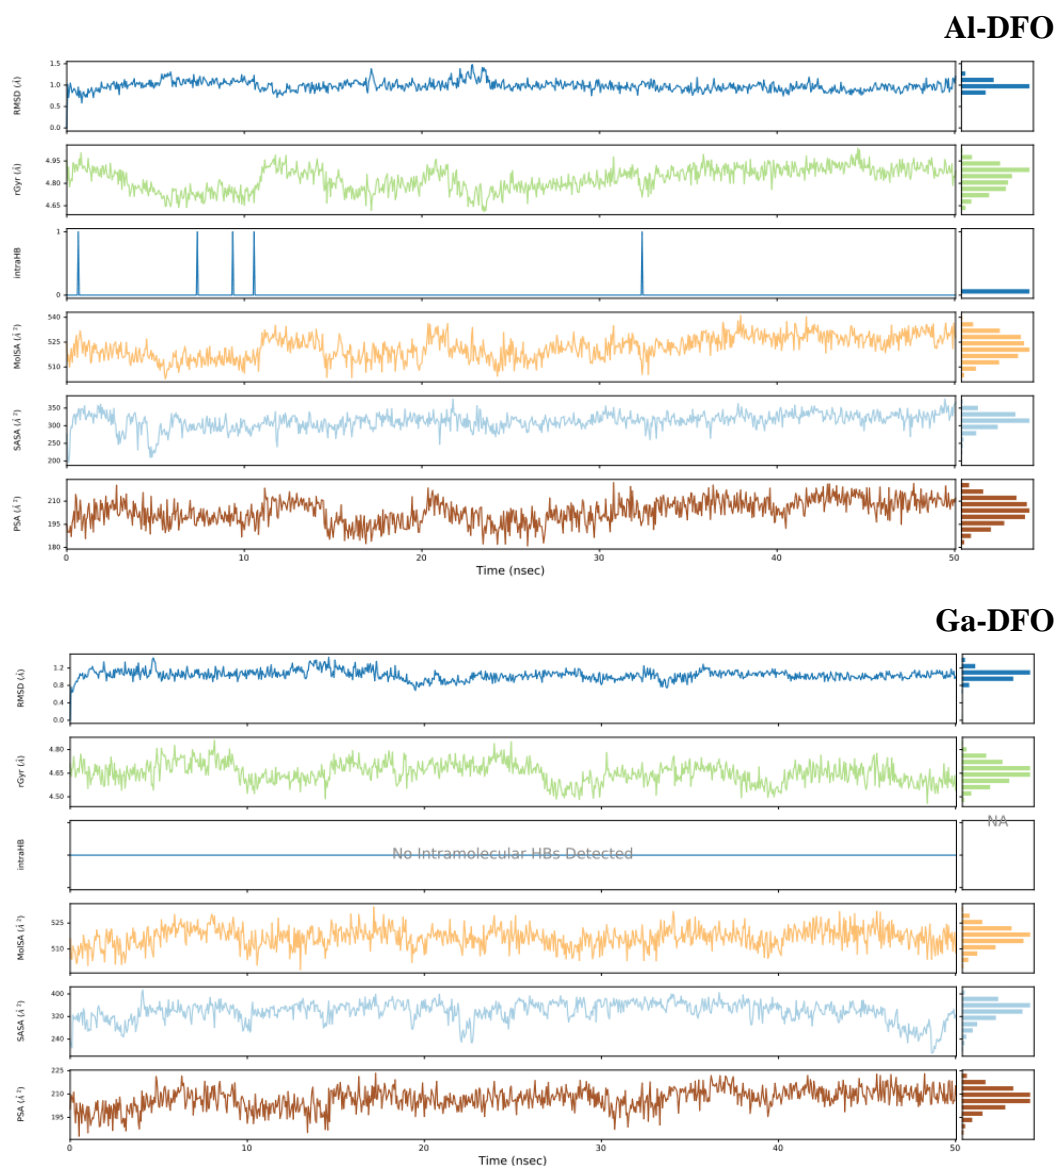 Al-DFO
RMSD (Å)
1.5
1.0
0.5
0.0
rGyr (Å)
4.95
4.80
4.65
intraHB
1
0
MolSA (Å²)
540
525
510
SASA (Å²)
350
300
250
200
PSA (Å²)
210
195
180
0 10 20 30 40 50
Time (nsec)
Ga-DFO
RMSD (Å)
1.2
0.8
0.4
0.0
rGyr (Å)
4.80
4.65
4.50
intraHB
No Intramolecular HBs Detected
NA
MolSA (Å²)
525
510
SASA (Å²)
400
320
240
PSA (Å²)
225
210
195
0 10 20 30 40 50
Time (nsec)